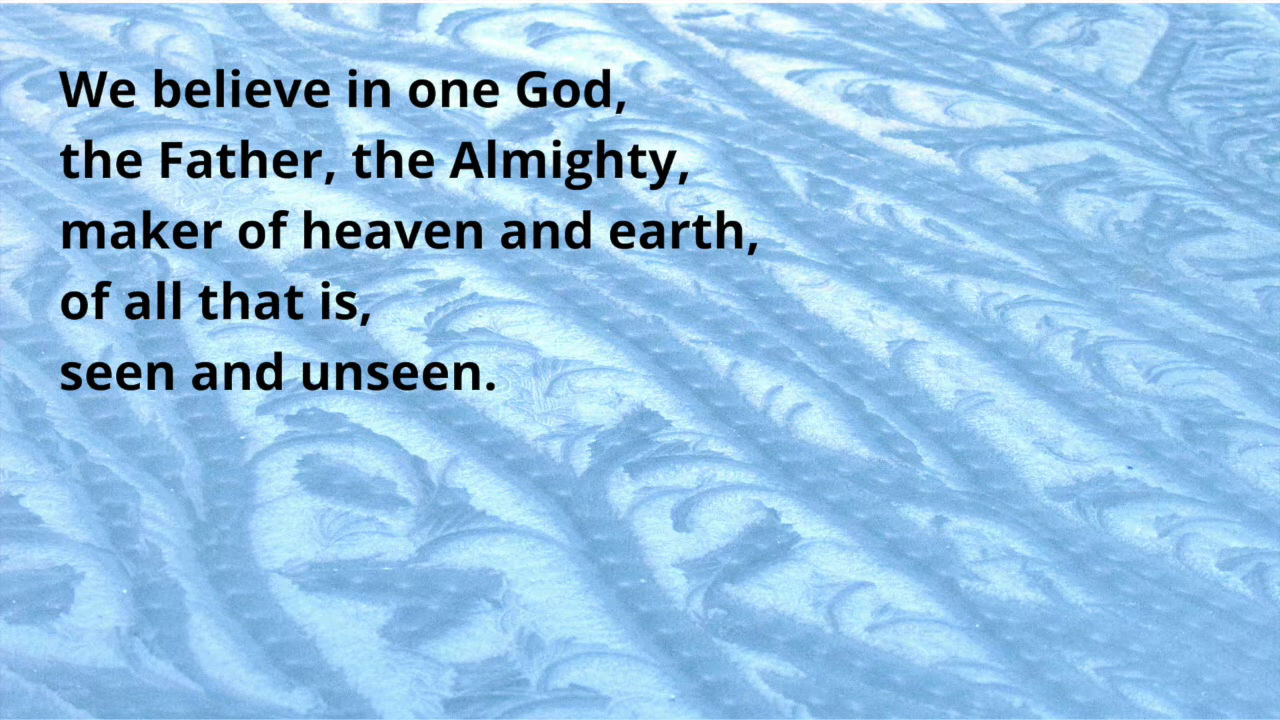 We believe in one God,
the Father, the Almighty,
maker of heaven and earth,
of all that is,
seen and unseen.